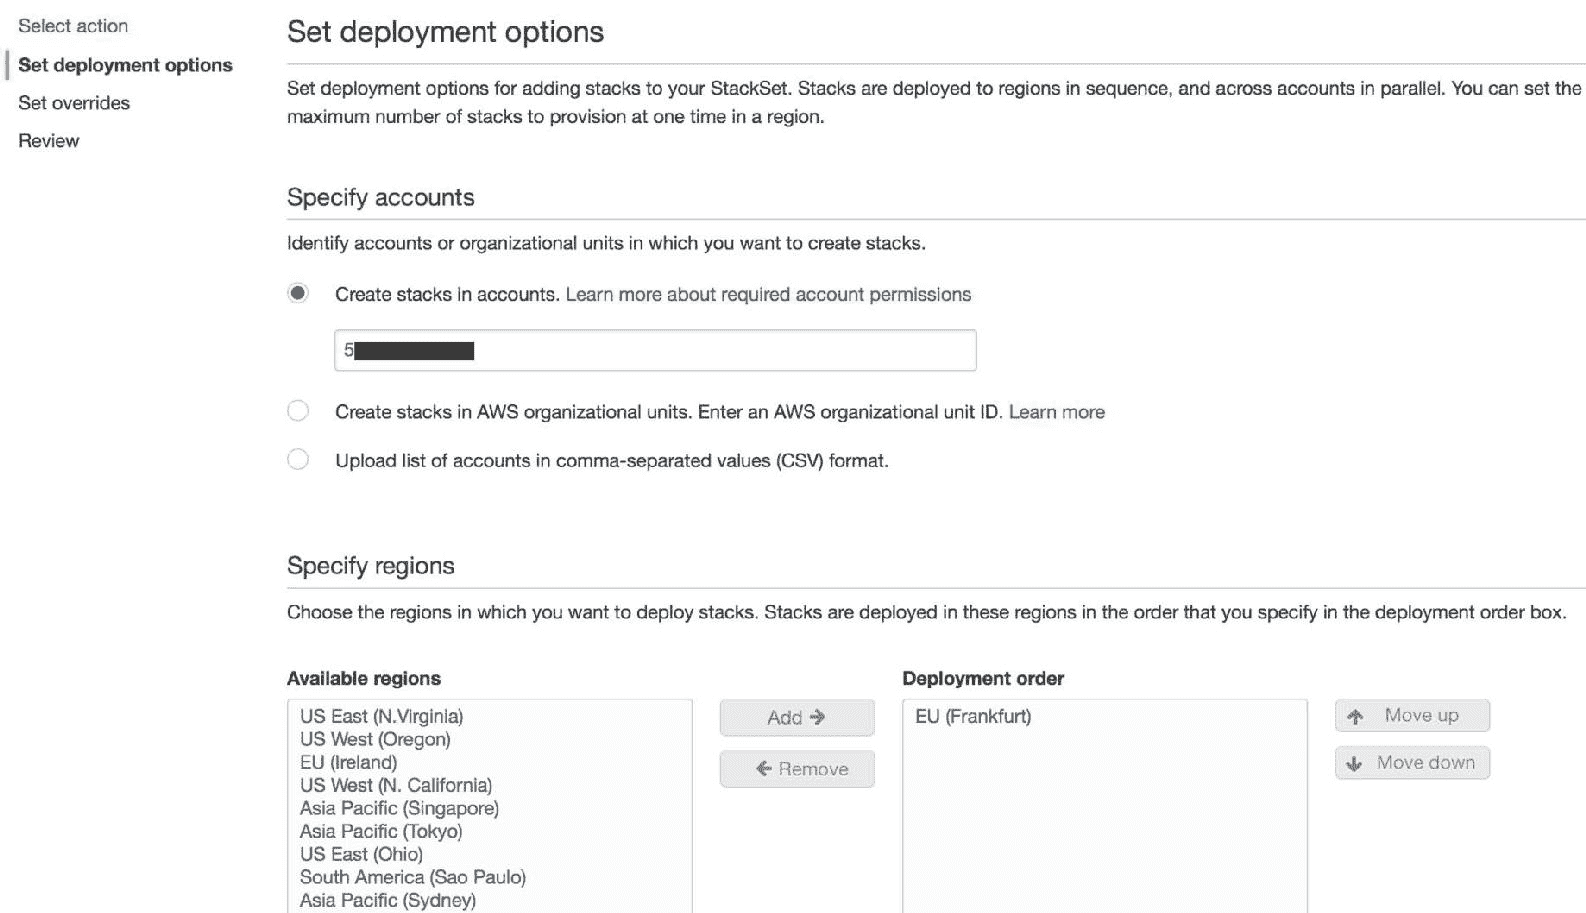 Select action
Set deployment options
Set overrides
Review
Set deployment options
Set deployment options for adding stacks to your StackSet. Stacks are deployed to regions in sequence, and across accounts in parallel. You can set the
maximum number of stacks to provision at one time in a region.
Specify accounts
Identify accounts or organizational units in which you want to create stacks.
Create stacks in accounts. Learn more about required account permissions
5
Create stacks in AWS organizational units. Enter an AWS organizational unit ID. Learn more
Upload list of accounts in comma-separated values (CSV) format.
Specify regions
Choose the regions in which you want to deploy stacks. Stacks are deployed in these regions in the order that you specify in the deployment order box.
Available regions
US East (N.Virginia)
US West (Oregon)
EU (Ireland)
US West (N. California)
Asia Pacific (Singapore)
Asia Pacific (Tokyo)
US East (Ohio)
South America (Sao Paulo)
Asia Pacific (Sydney)
Add
Remove
Deployment order
EU (Frankfurt)
Move up
Move down